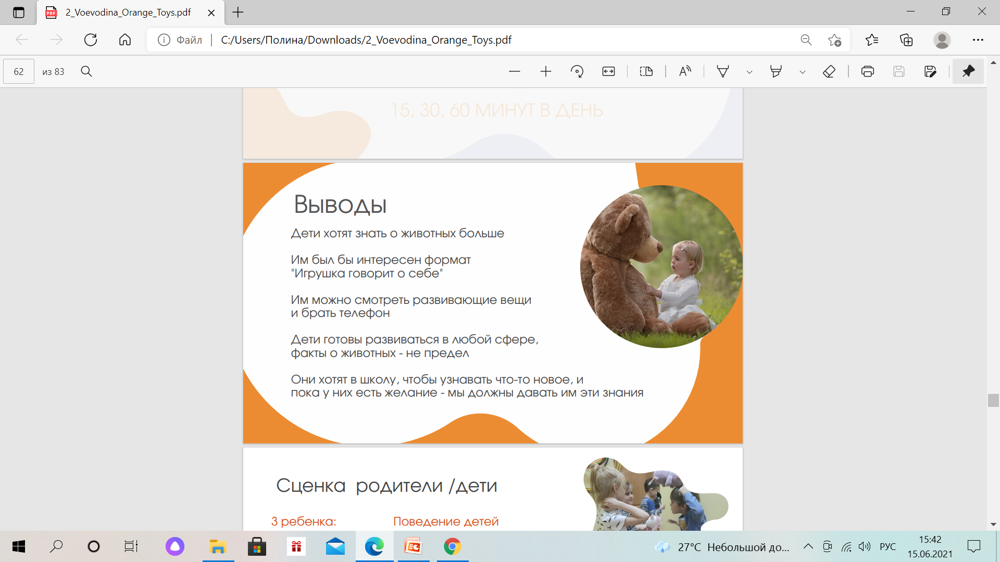 2_Voevodina_Orange_Toys.pdf
Файл
C:/Users/Полина/Downloads/2_Voevodina_Orange_Toys.pdf
62 из 83
15, 30, 60 МИНУТ В ДЕНЬ
Выводы
Дети хотят знать о животных больше
Им был бы интересен формат
"Игрушка говорит о себе"
Им можно смотреть развивающие вещи
и брать телефон
Дети готовы развиваться в любой сфере,
факты о животных - не предел
Они хотят в школу, чтобы узнавать что-то новое, и
пока у них есть желание - мы должны давать им эти знания
Сценка родители /дети
3 ребенка:
Поведение детей
27°C Небольшой до...
РУС
15:42
15.06.2021